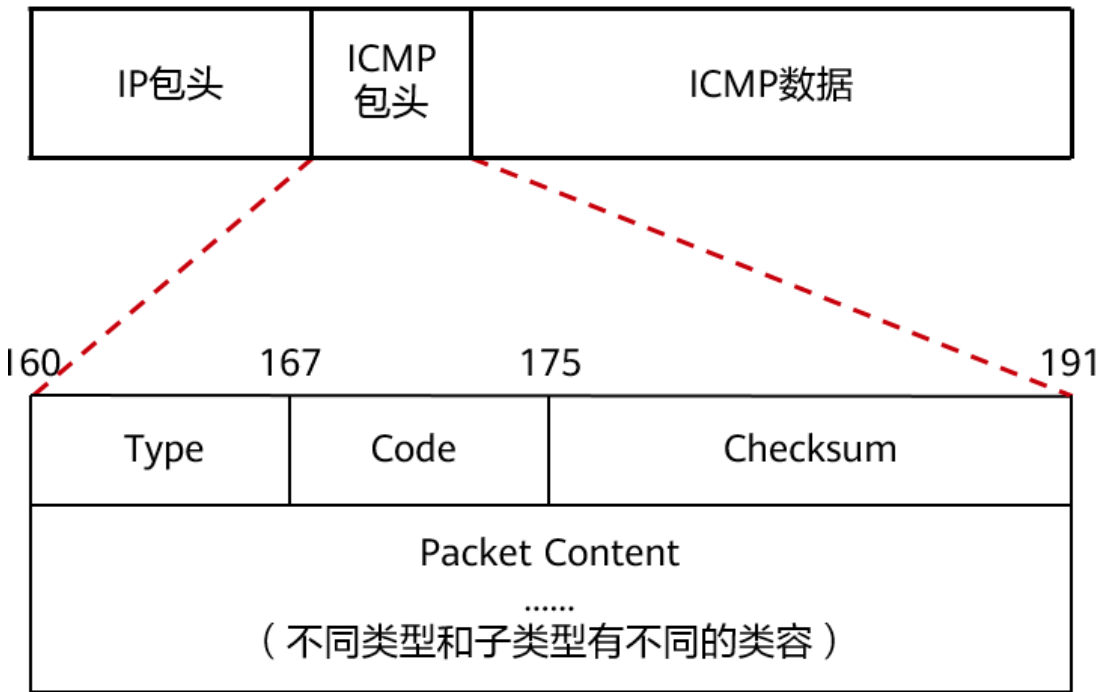 IP包头
ICMP
包头
ICMP数据
160
167
175
191
Type
Code
Checksum
Packet Content
......
（不同类型和子类型有不同的类容）